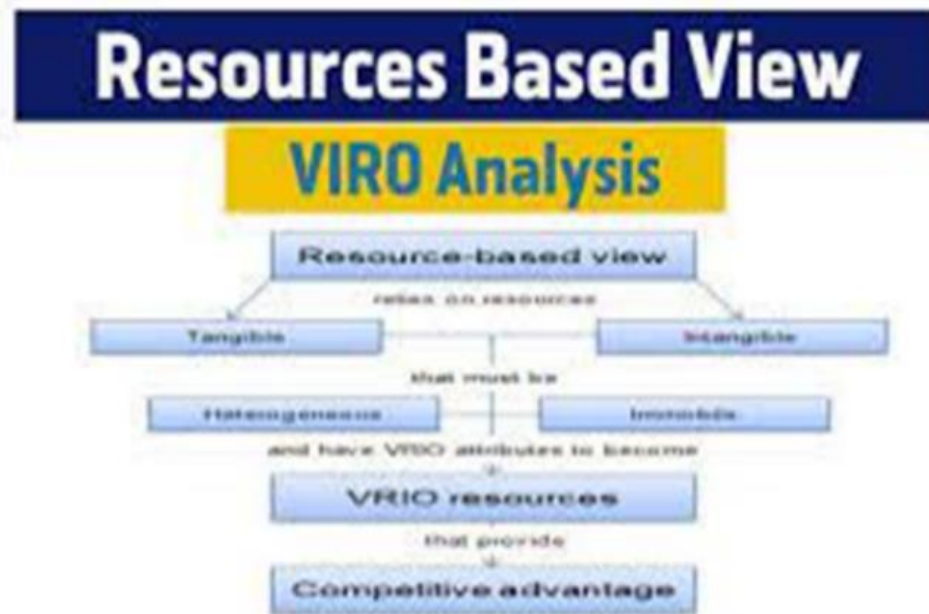 Resources Based View
VIRO Analysis
Resource-based view
relies on resources
Tangible Intangible
that must be
Heterogeneous Immobile
and have VRIO attributes to become
VRIO resources
that provide
Competitive advantage